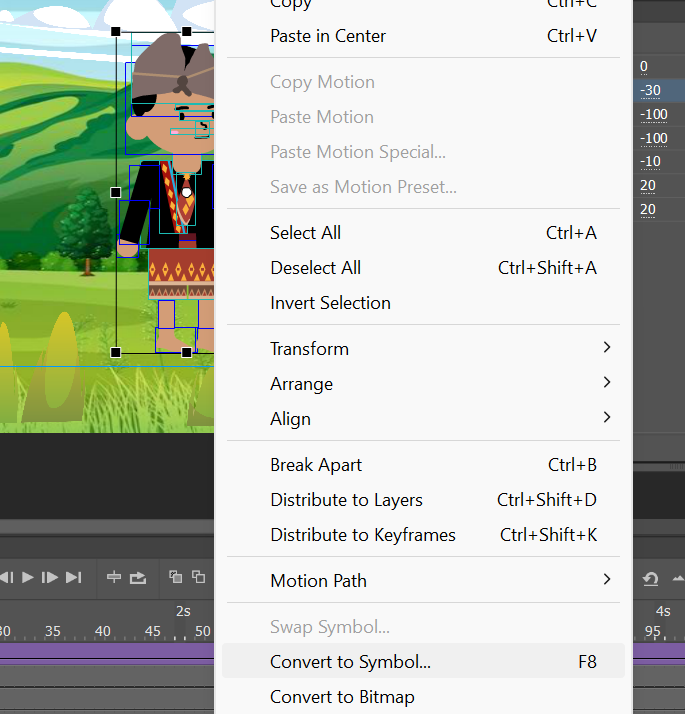 Copy Ctrl+C
Paste in Center Ctrl+V
Copy Motion
Paste Motion
Paste Motion Special...
Save as Motion Preset...
Select All Ctrl+A
Deselect All Ctrl+Shift+A
Invert Selection
Transform
Arrange
Align
Break Apart Ctrl+B
Distribute to Layers Ctrl+Shift+D
Distribute to Keyframes Ctrl+Shift+K
Motion Path
Swap Symbol...
Convert to Symbol... F8
Convert to Bitmap
0
-30
-100
-100
-10
20
20
2s 4s
30 35 40 45 50 95